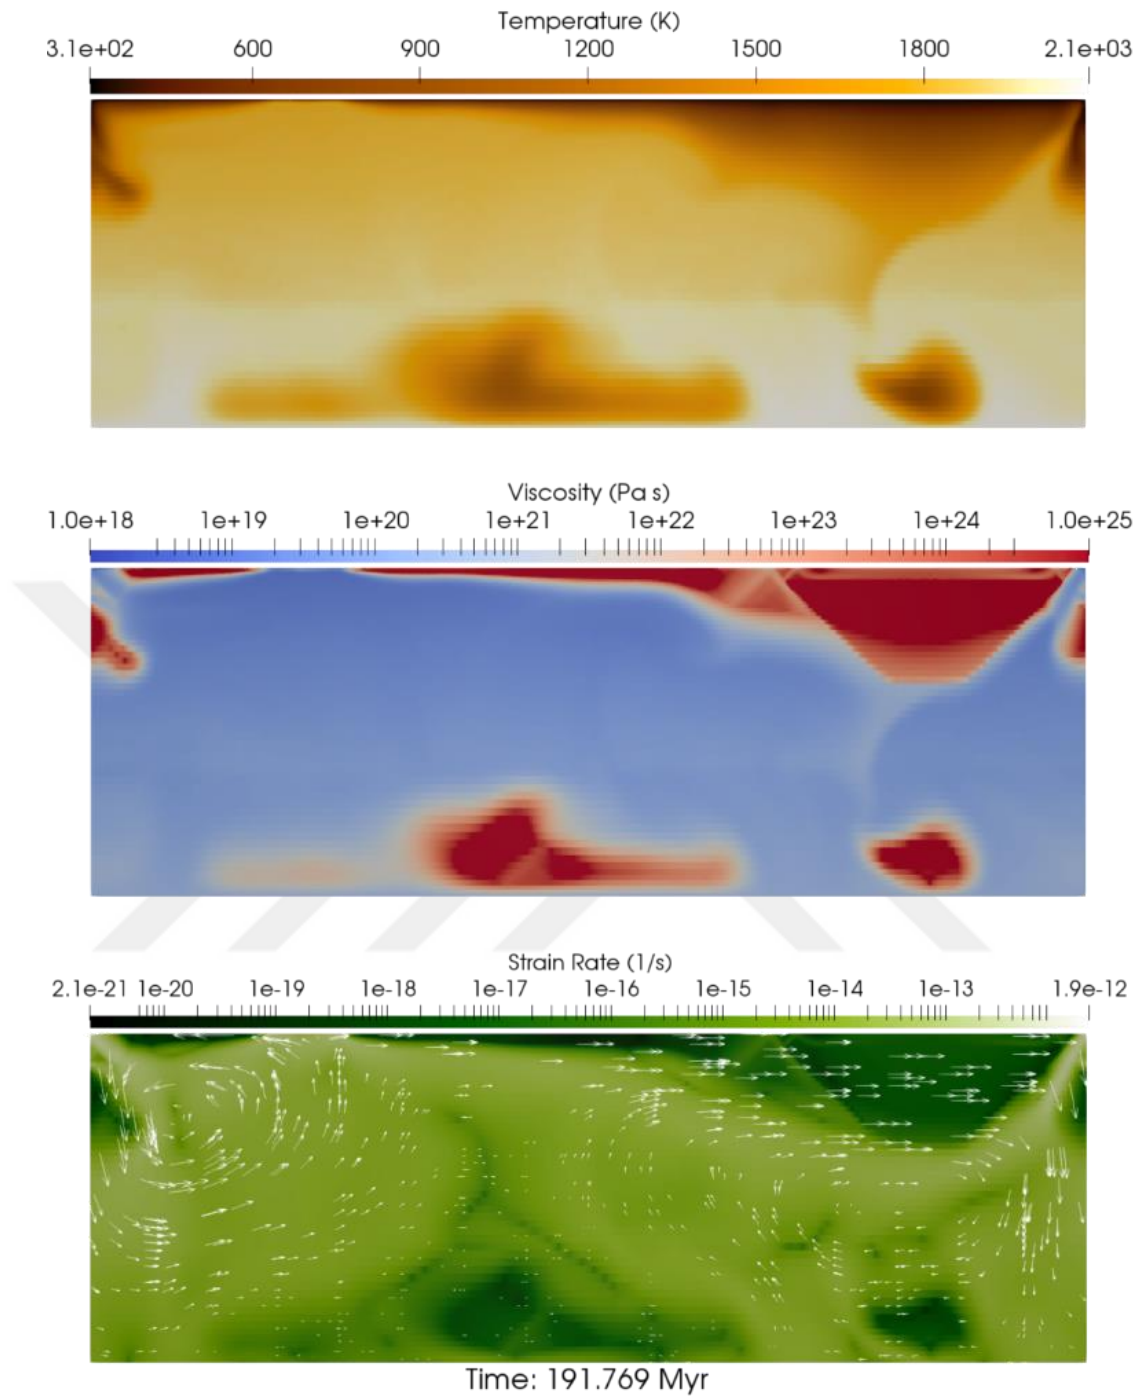 Temperature (K)
3.1e+02 600 900 1200 1500 1800 2.1e+03
Viscosity (Pa s)
1.0e+18 1e+19 1e+20 1e+21 1e+22 1e+23 1e+24 1.0e+25
Strain Rate (1/s)
2.1e-21 1e-20 1e-19 1e-18 1e-17 1e-16 1e-15 1e-14 1e-13 1.9e-12
Time: 191.769 Myr